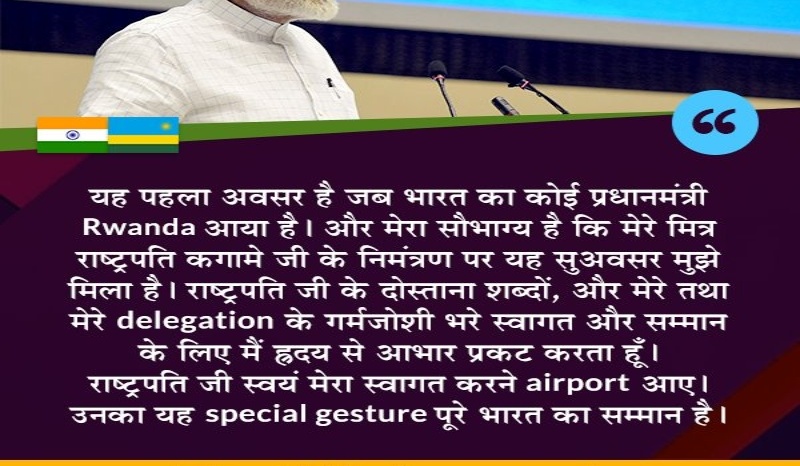 यह पहला अवसर है जब भारत का कोई प्रधानमंत्री
Rwanda आया है। और मेरा सौभाग्य है कि मेरे मित्र
राष्ट्रपति कगामे जी के निमंत्रण पर यह सुअवसर मुझे
मिला है। राष्ट्रपति जी के दोस्ताना शब्दों, और मेरे तथा
मेरे delegation के गर्मजोशी भरे स्वागत और सम्मान
के लिए मैं ह्रदय से आभार प्रकट करता हूँ।
राष्ट्रपति जी स्वयं मेरा स्वागत करने airport आए।
उनका यह special gesture पूरे भारत का सम्मान है।